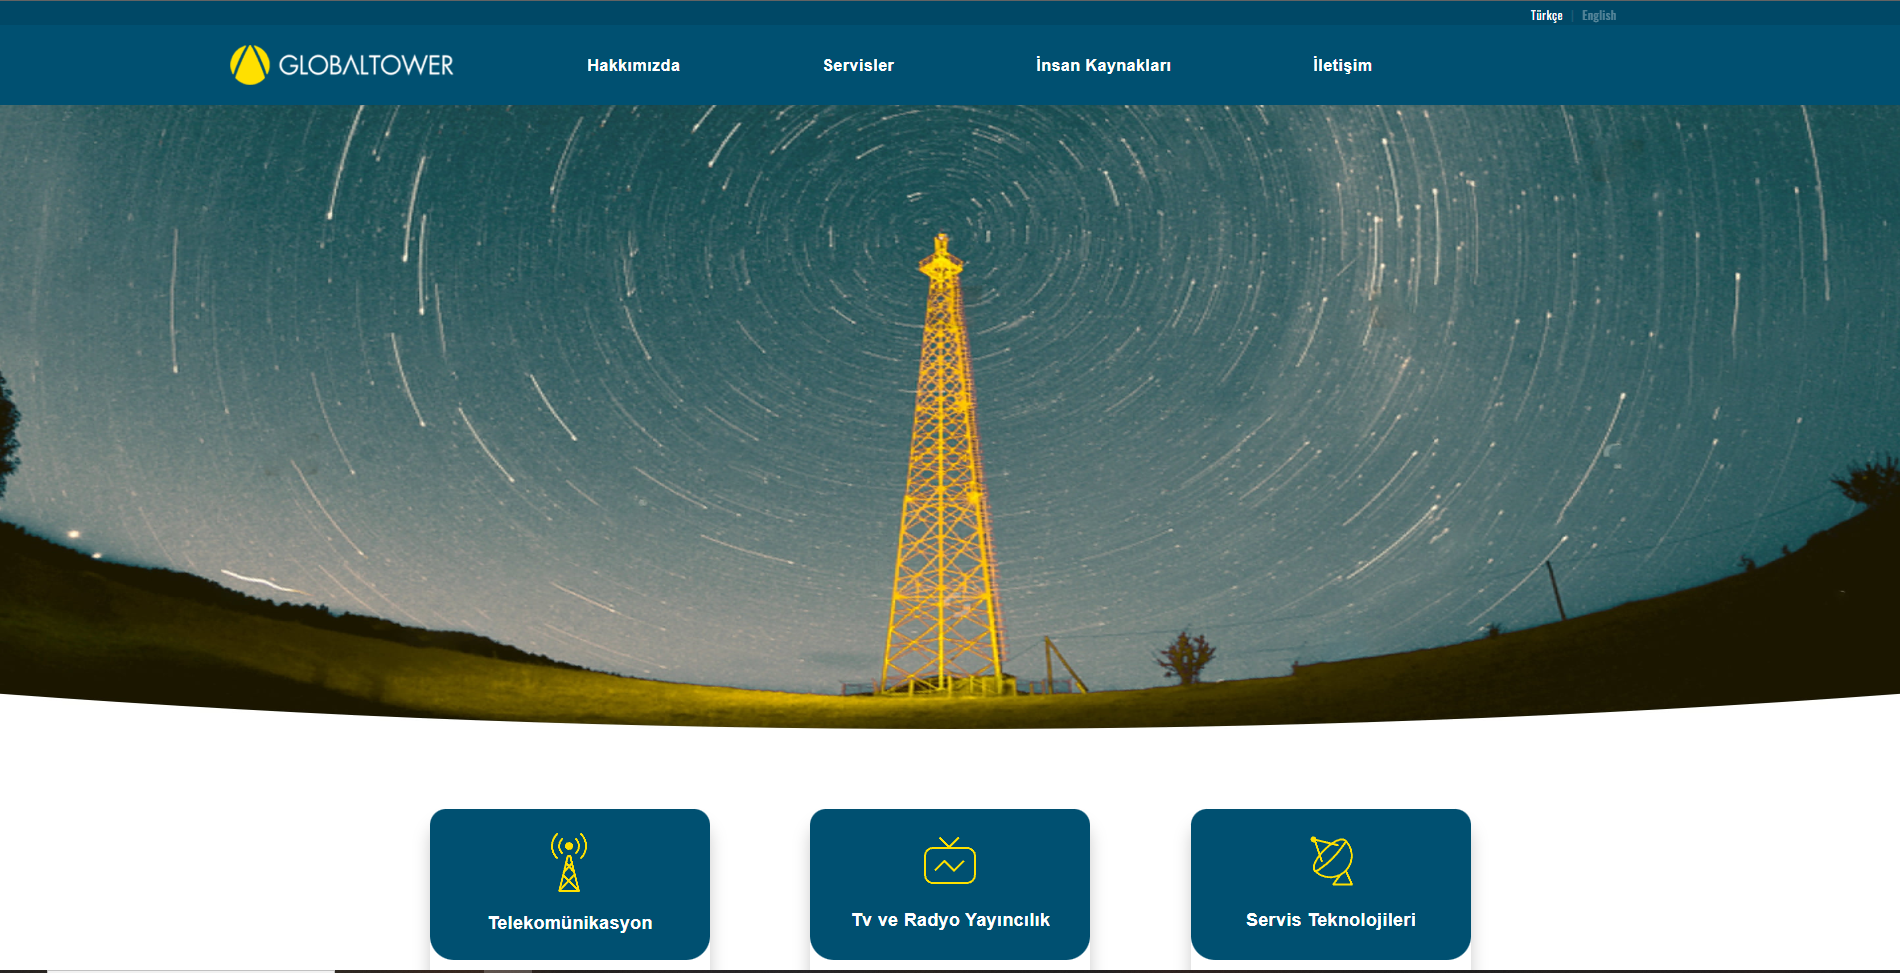 Türkçe | English
GLOBALTOWER
Hakkımızda
Servisler
İnsan Kaynakları
İletişim
Telekomünikasyon
Tv ve Radyo Yayıncılık
Servis Teknolojileri